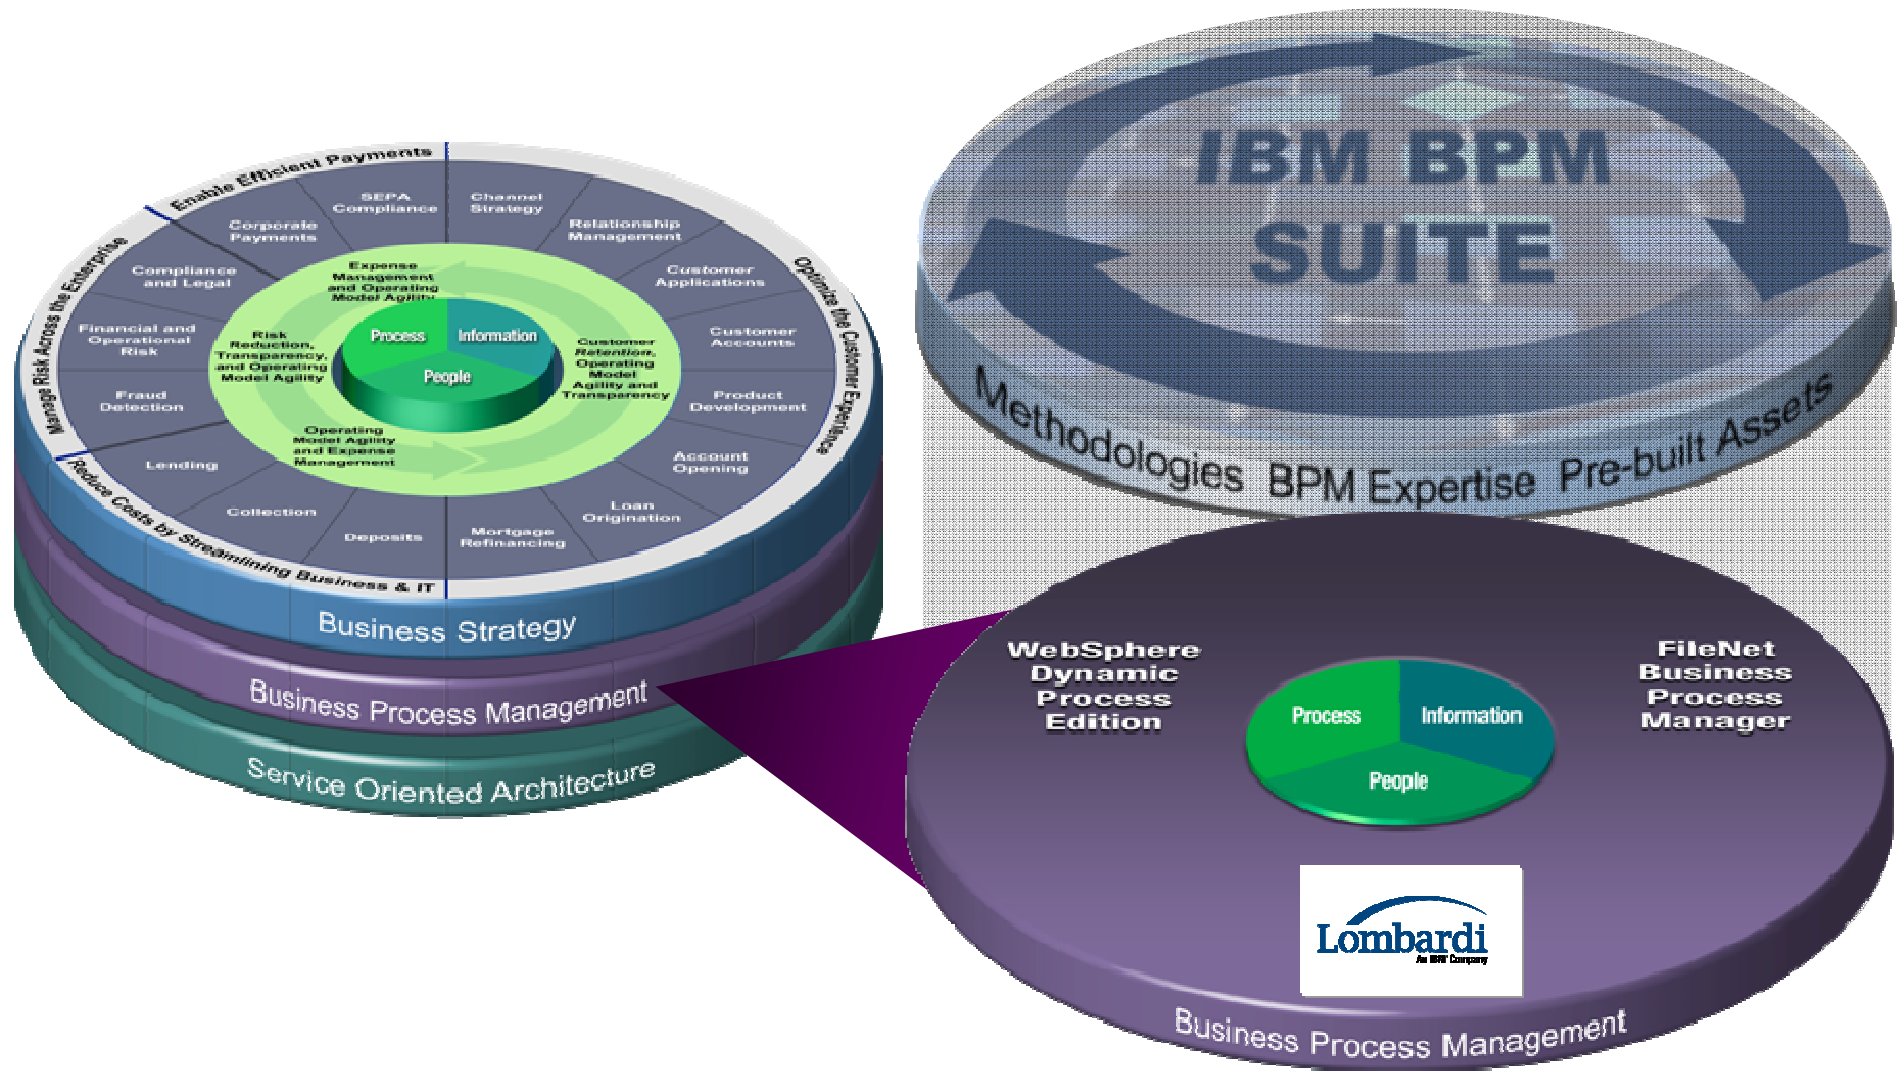 Enable Efficient Payments
Manage Risk Across the Enterprise
Reduce Costs by Streamlining Business & IT
Optimize the Customer Experience
SEPA
Compliance
Channel
Strategy
Corporate
Payments
Relationship
Management
Compliance
and Legal
Customer
Applications
Financial and
Operational
Risk
Customer
Accounts
Fraud
Detection
Product
Development
Lending
Account
Opening
Collection
Loan
Origination
Deposits
Mortgage
Refinancing
Expense
Management
and Operating
Model Agility
Risk
Reduction,
Transparency,
and Operating
Model Agility
Customer
Retention,
Operating
Model
Agility and
Transparency
Operating
Model Agility
and Expense
Management
Process
Information
People
Business Strategy
Business Process Management
Service Oriented Architecture
IBM BPM
SUITE
Methodologies BPM Expertise Pre-built Assets
WebSphere
Dynamic
Process
Edition
FileNet
Business
Process
Manager
Process
Information
People
Lombardi
An IBM Company
Business Process Management